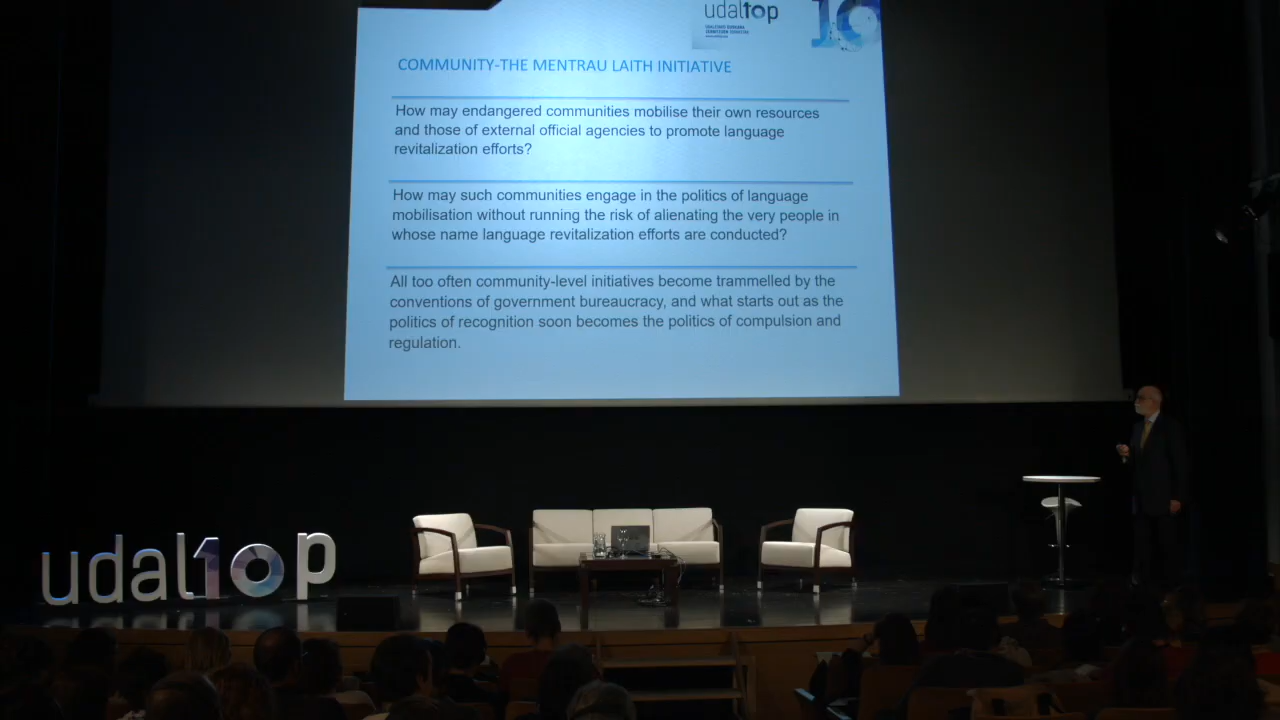 udaltop
10
COMMUNITY-THE MENTRAU LAITH INITIATIVE
How may endangered communities mobilise their own resources
and those of external official agencies to promote language
revitalization efforts?
How may such communities engage in the politics of language
mobilisation without running the risk of alienating the very people in
whose name language revitalization efforts are conducted?
All too often community-level initiatives become trammelled by the
conventions of government bureaucracy, and what starts out as the
politics of recognition soon becomes the politics of compulsion and
regulation.
udal10p